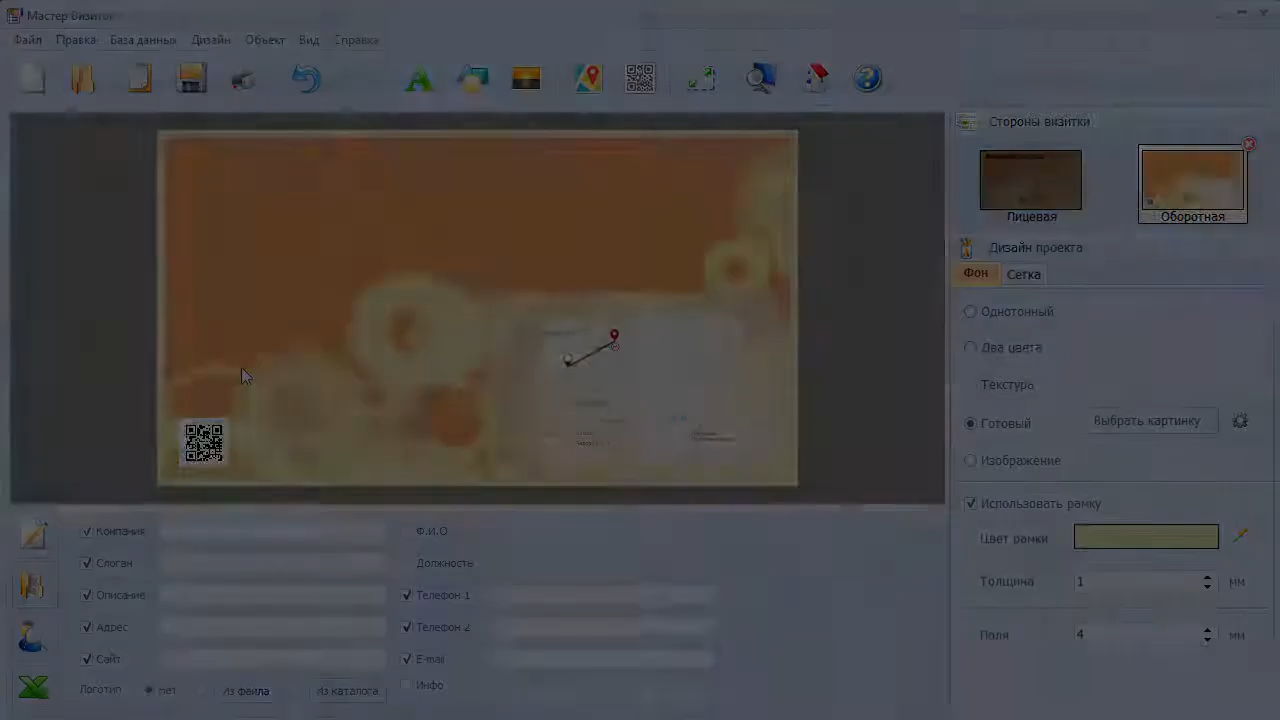 Мастер Визиток
Файл Правка База данных Дизайн Объект Вид Справка
Стороны визитки
Лицевая Оборотная
Дизайн проекта
Фон Сетка
Однотонный
Два цвета
Текстура
Готовый Выбрать картинку
Изображение
Использовать рамку
Цвет рамки
Толщина 1 мм
Поля 4 мм
Компания Ф.И.О
Слоган Должность
Описание Телефон 1
Адрес Телефон 2
Сайт E-mail
Логотип Нет Из файла Из каталога Инфо